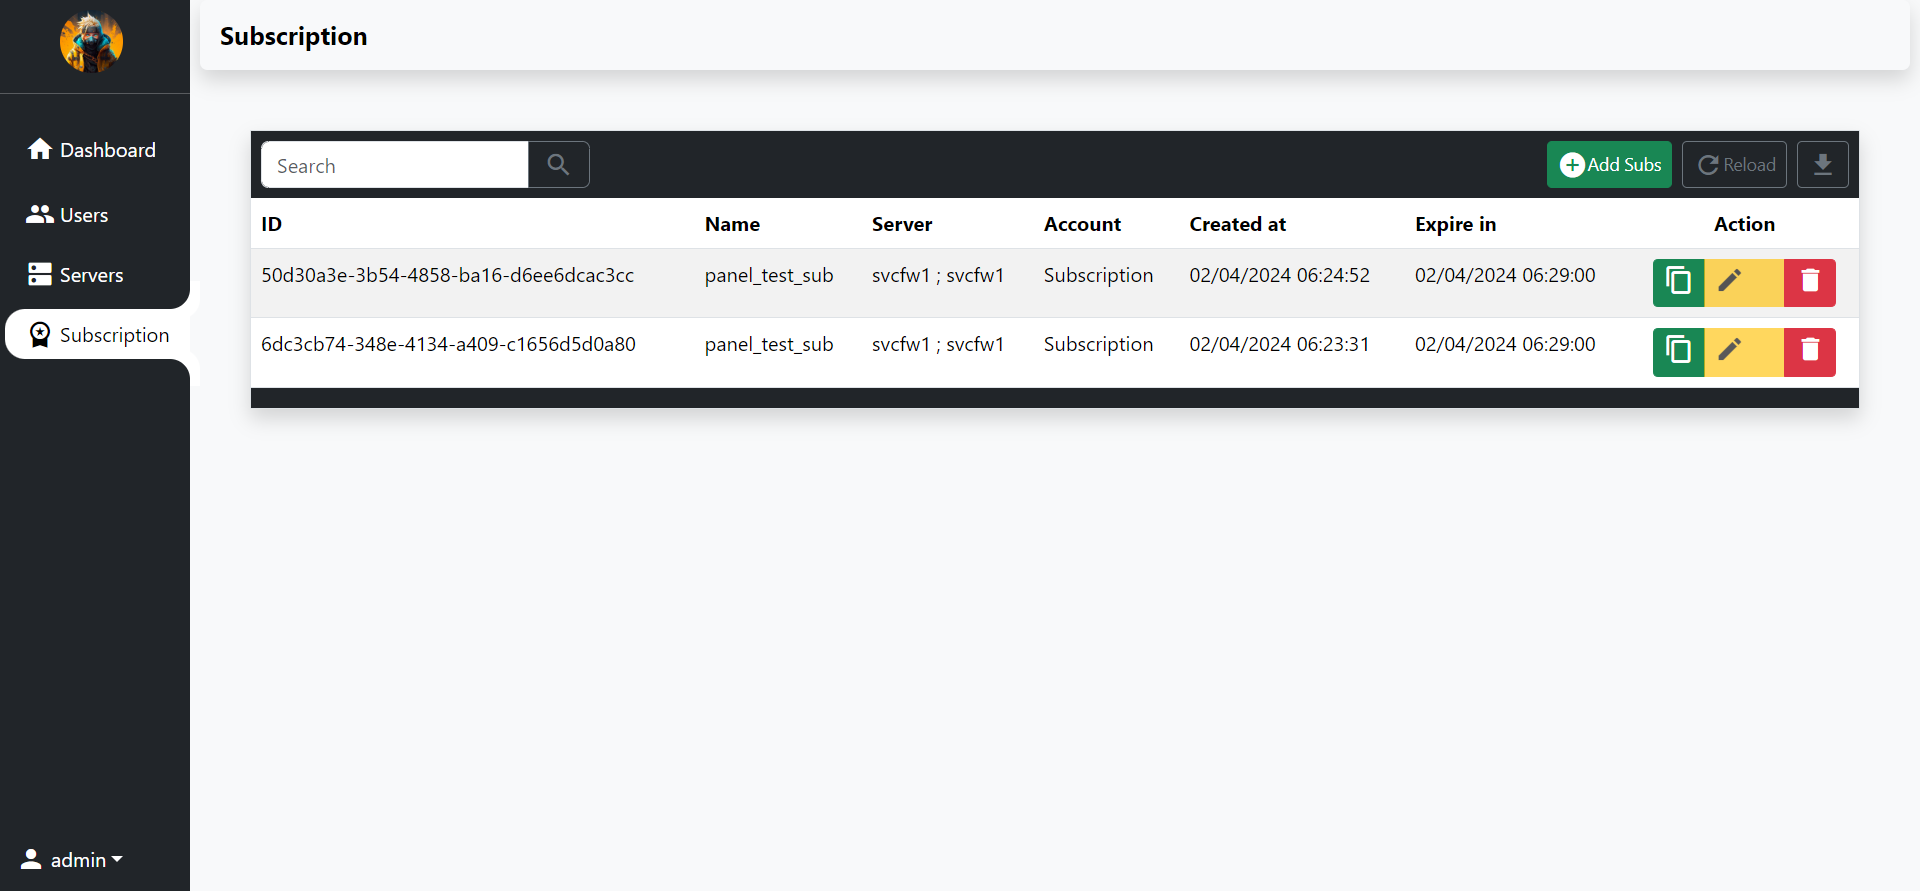 Subscription
Dashboard
Users
Servers
Subscription
admin
Search
Add Subs
Reload
ID Name Server Account Created at Expire in Action
50d30a3e-3b54-4858-ba16-d6ee6dcac3cc panel_test_sub svcfw1 ; svcfw1 Subscription 02/04/2024 06:24:52 02/04/2024 06:29:00
6dc3cb74-348e-4134-a409-c1656d5d0a80 panel_test_sub svcfw1 ; svcfw1 Subscription 02/04/2024 06:23:31 02/04/2024 06:29:00